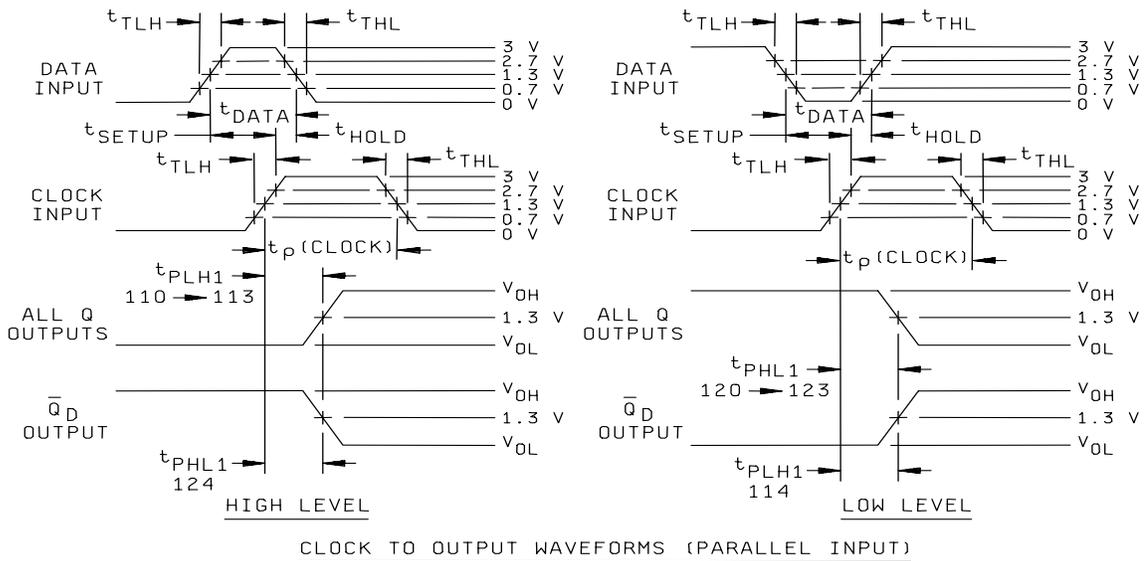 tTLH
tTHL
3 V
2.7 V
1.3 V
0.7 V
0 V
DATA
INPUT
tDATA
tSETUP
tHOLD
tTLH
tTHL
CLOCK
INPUT
3 V
2.7 V
1.3 V
0.7 V
0 V
tp(CLOCK)
tPLH1
110 → 113
ALL Q
OUTPUTS
VOH
1.3 V
VOL
Q̅D
OUTPUT
VOH
1.3 V
VOL
tPHL1
124
HIGH LEVEL
tTLH
tTHL
3 V
2.7 V
1.3 V
0.7 V
0 V
DATA
INPUT
tDATA
tSETUP
tHOLD
tTLH
tTHL
CLOCK
INPUT
3 V
2.7 V
1.3 V
0.7 V
0 V
tp(CLOCK)
ALL Q
OUTPUTS
VOH
1.3 V
VOL
tPHL1
120 → 123
Q̅D
OUTPUT
VOH
1.3 V
VOL
tPLH1
114
LOW LEVEL
CLOCK TO OUTPUT WAVEFORMS (PARALLEL INPUT)